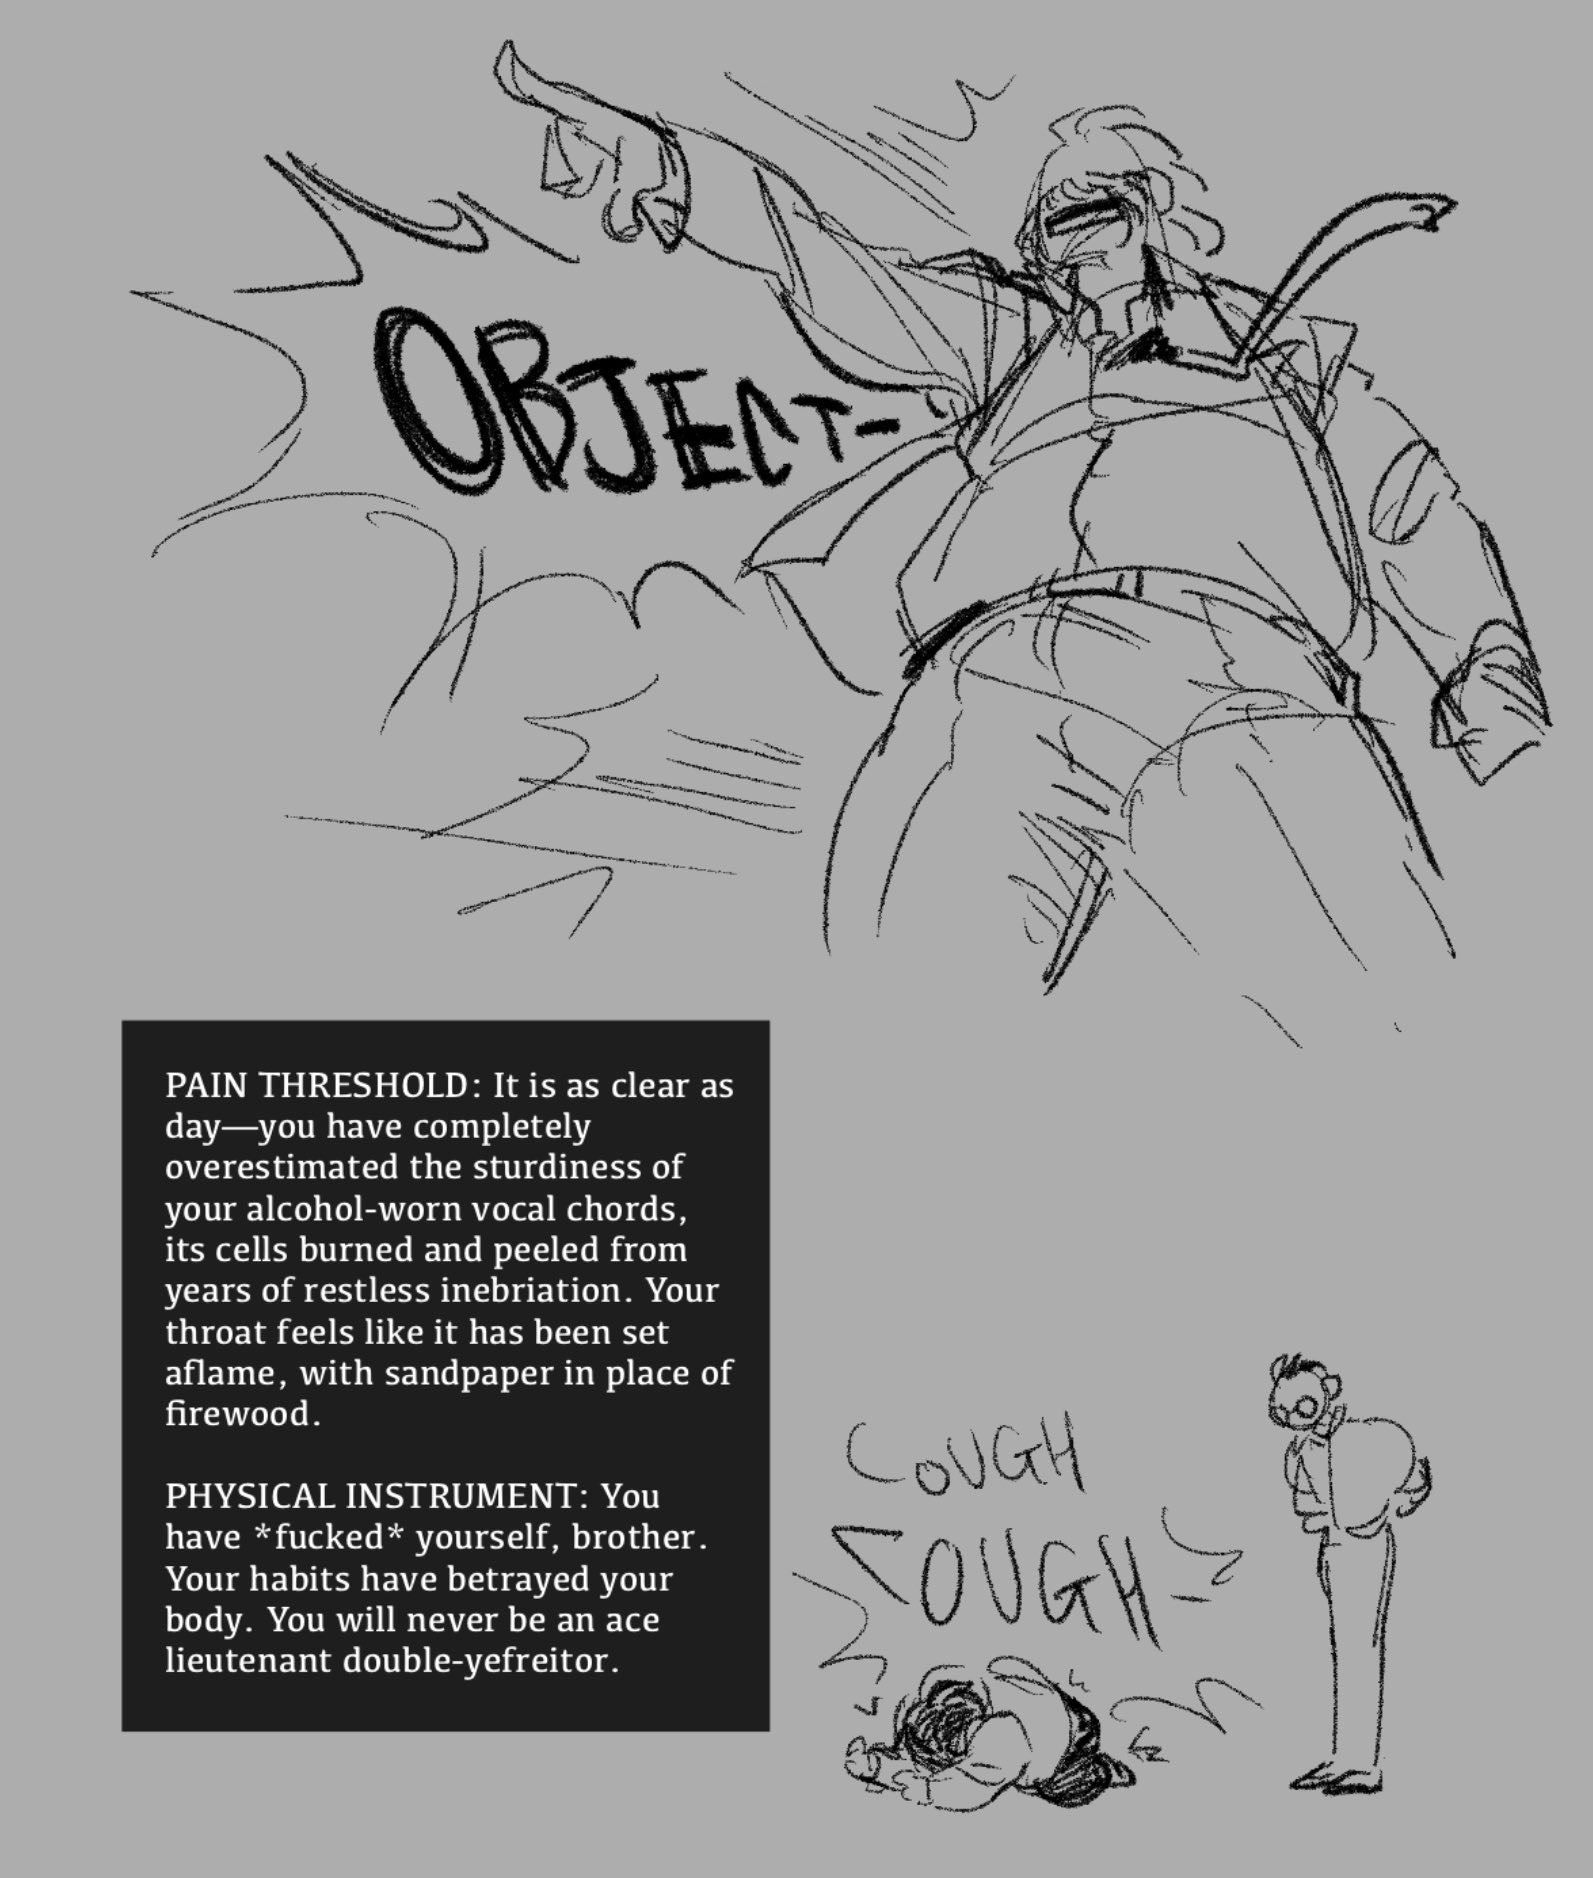 OBJECT-
PAIN THRESHOLD: It is as clear as
day—you have completely
overestimated the sturdiness of
your alcohol-worn vocal chords,
its cells burned and peeled from
years of restless inebriation. Your
throat feels like it has been set
aflame, with sandpaper in place of
firewood.
PHYSICAL INSTRUMENT: You
have *fucked* yourself, brother.
Your habits have betrayed your
body. You will never be an ace
lieutenant double-yefreitor.
COUGH
COUGH